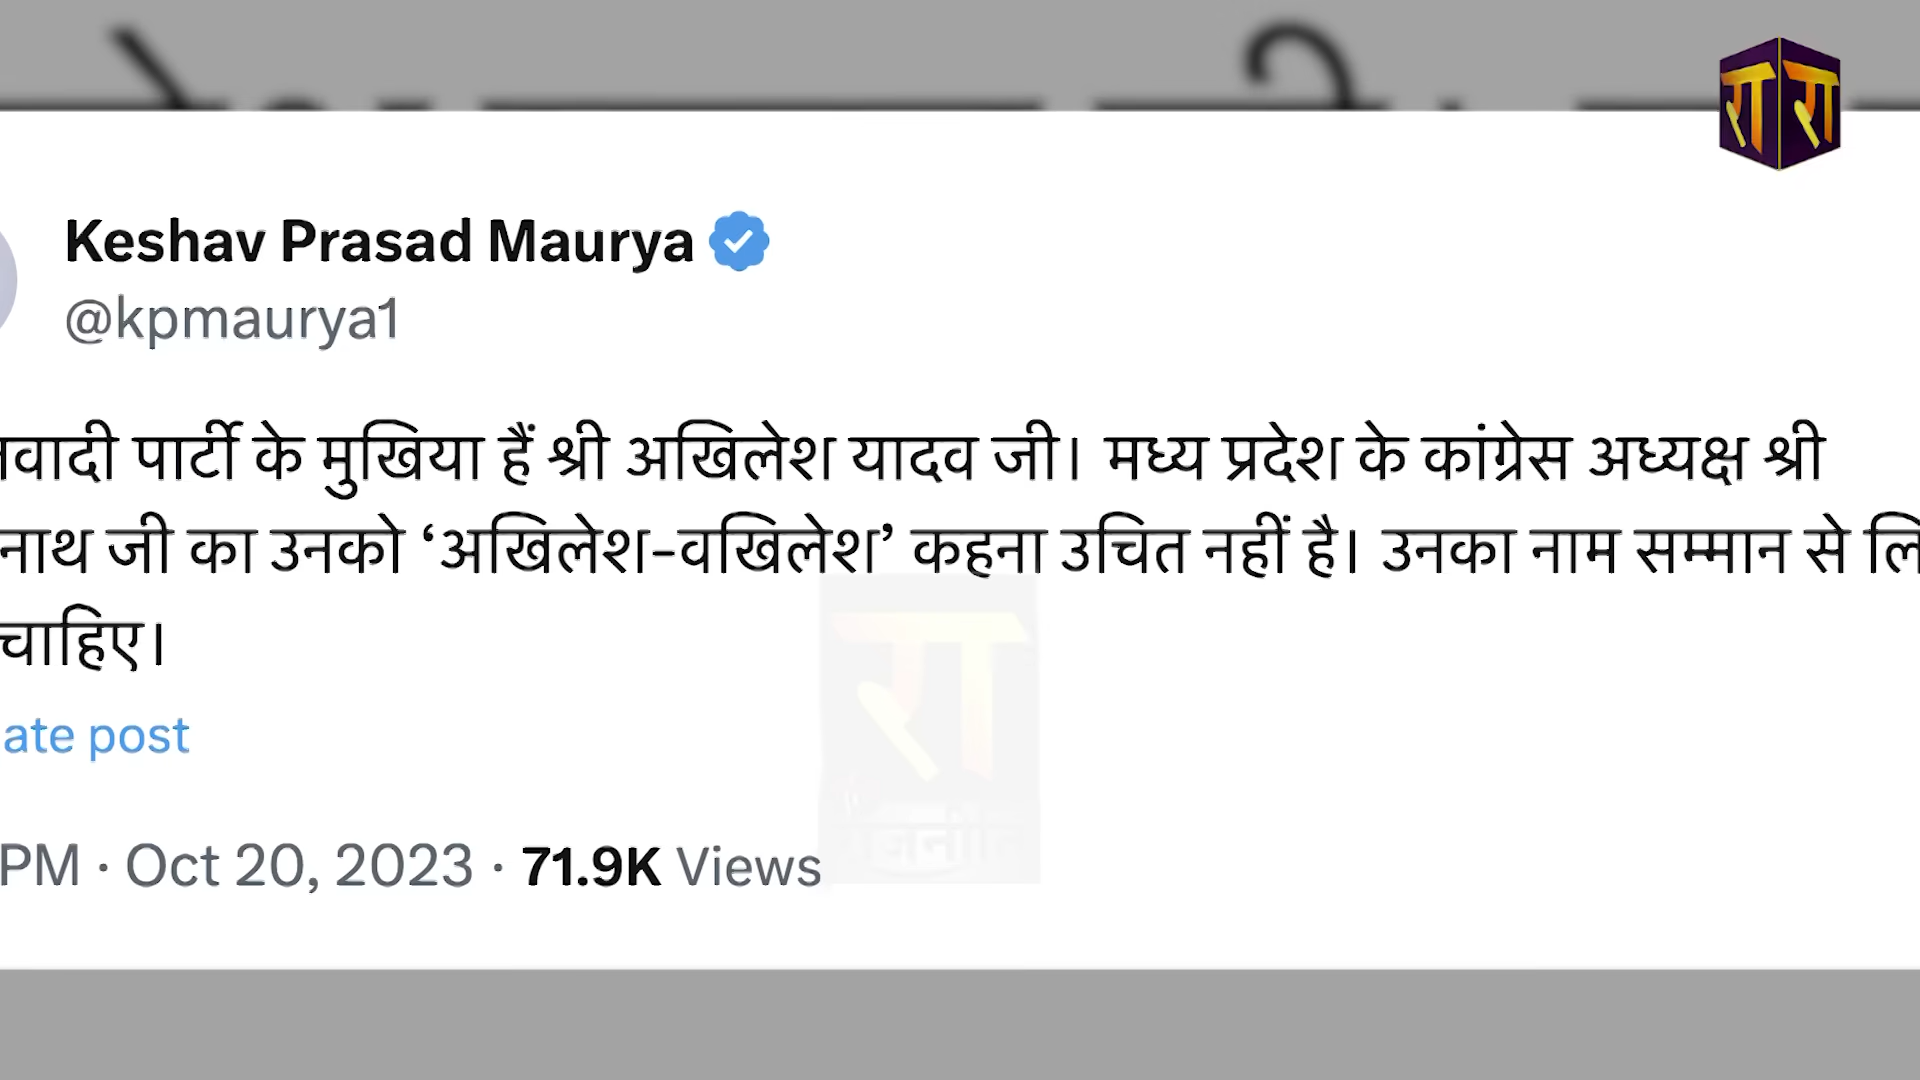 रा रा
Keshav Prasad Maurya
@kpmaurya1
वादी पार्टी के मुखिया हैं श्री अखिलेश यादव जी। मध्य प्रदेश के कांग्रेस अध्यक्ष श्री
नाथ जी का उनको ‘अखिलेश-वखिलेश’ कहना उचित नहीं है। उनका नाम सम्मान से लि
चाहिए।
ate post
रा
PM · Oct 20, 2023 · 71.9K Views